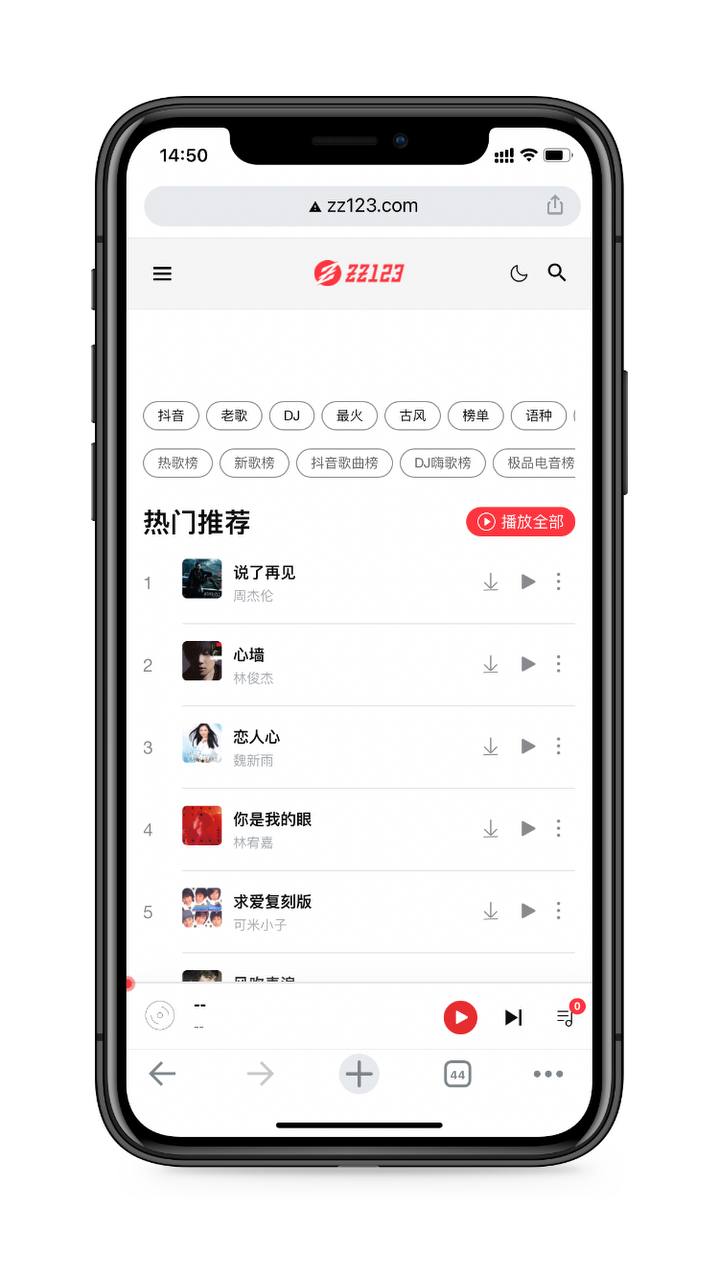 14:50
zz123.com
ZZ123
抖音 老歌 DJ 最火 古风 榜单 语种
热歌榜 新歌榜 抖音歌曲榜 DJ嗨歌榜 极品电音榜
热门推荐 播放全部
1 说了再见
周杰伦
2 心墙
林俊杰
3 恋人心
魏新雨
4 你是我的眼
林宥嘉
5 求爱复刻版
可米小子
--
--
0
44